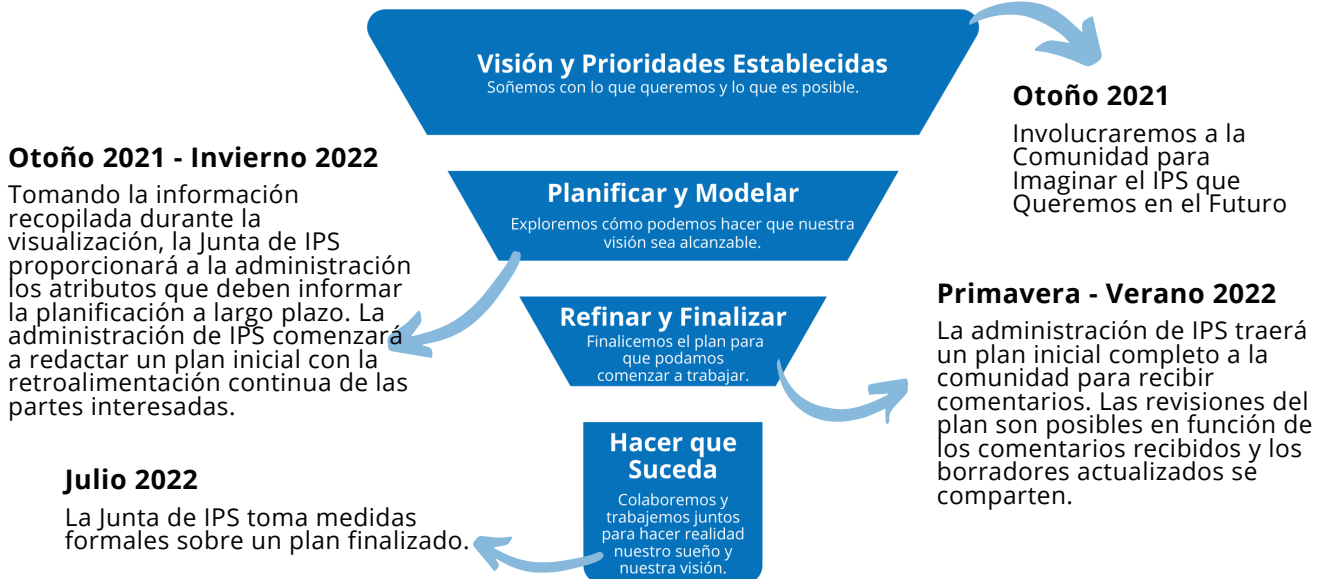 Visión y Prioridades Establecidas
Soñemos con lo que queremos y lo que es posible.
Otoño 2021
Involucraremos a la
Comunidad para
Imaginar el IPS que
Queremos en el Futuro
Planificar y Modelar
Exploremos cómo podemos hacer que nuestra
visión sea alcanzable.
Otoño 2021 - Invierno 2022
Tomando la información
recopilada durante la
visualización, la Junta de IPS
proporcionará a la administración
los atributos que deben informar
la planificación a largo plazo. La
administración de IPS comenzará
a redactar un plan inicial con la
retroalimentación continua de las
partes interesadas.
Refinar y Finalizar
Finalicemos el plan para
que podamos
comenzar a trabajar.
Primavera - Verano 2022
La administración de IPS traerá
un plan inicial completo a la
comunidad para recibir
comentarios. Las revisiones del
plan son posibles en función de
los comentarios recibidos y los
borradores actualizados se
comparten.
Hacer que
Suceda
Colaboremos y
trabajemos juntos
para hacer realidad
nuestro sueño y
nuestra visión.
Julio 2022
La Junta de IPS toma medidas
formales sobre un plan finalizado.